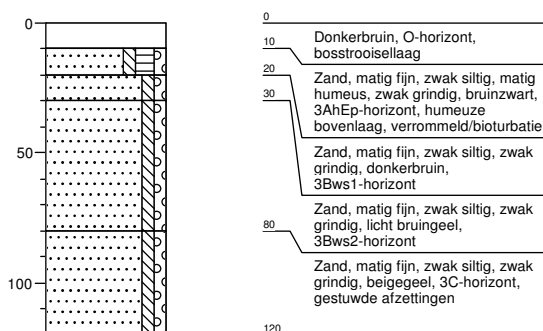 0
50
100
0
Donkerbruin, O-horizont,
bosstrooisellaag
10
Zand, matig fijn, zwak siltig, matig
humeus, zwak grindig, bruinzwart,
3AhEp-horizont, humeuze
bovenlaag, verrommeld/bioturbatie
20
Zand, matig fijn, zwak siltig, zwak
grindig, donkerbruin,
3Bws1-horizont
30
Zand, matig fijn, zwak siltig, zwak
grindig, licht bruingeel,
3Bws2-horizont
80
Zand, matig fijn, zwak siltig, zwak
grindig, beigegeel, 3C-horizont,
gestuwde afzettingen
120